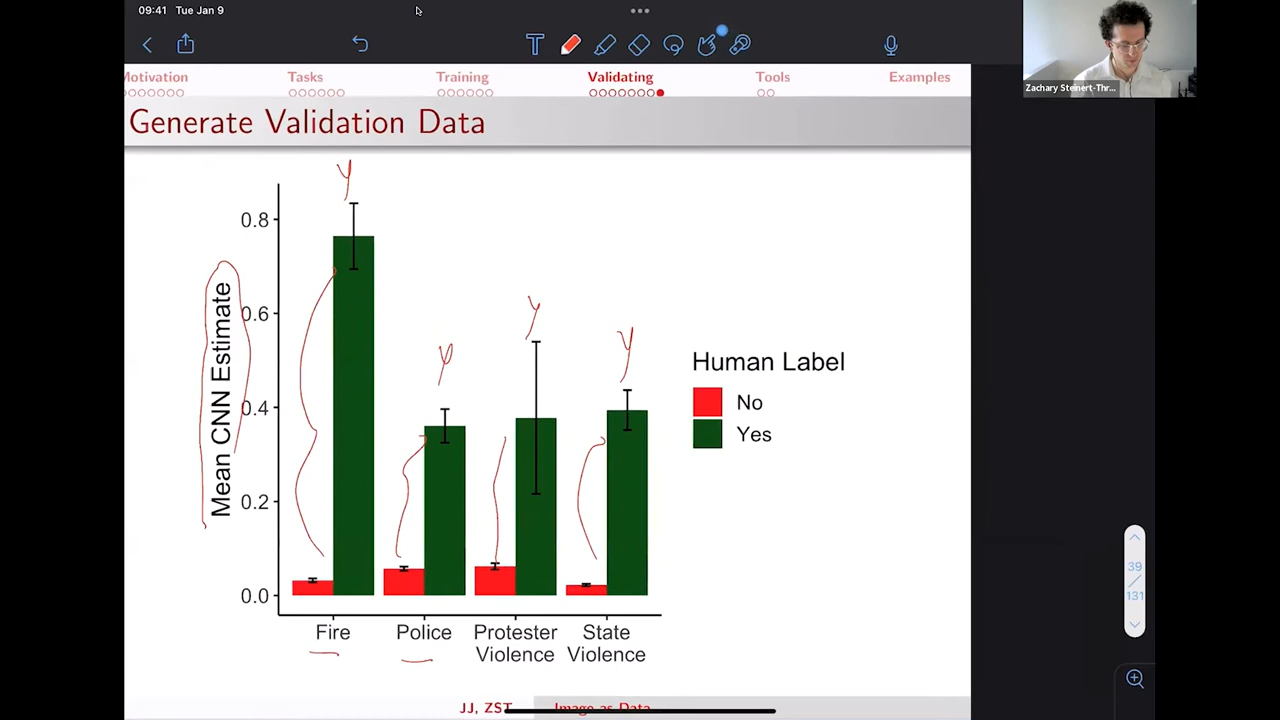 09:41 Tue Jan 9
Motivation Tasks Training Validating Tools Examples
Generate Validation Data
Y
Y
Y
Y
Mean CNN Estimate
0.8
0.6
0.4
0.2
0.0
Fire
Police
Protester
Violence
State
Violence
Human Label
No
Yes
39
131
JJ, ZST Image as Data
Zachary Steinert-Thr...